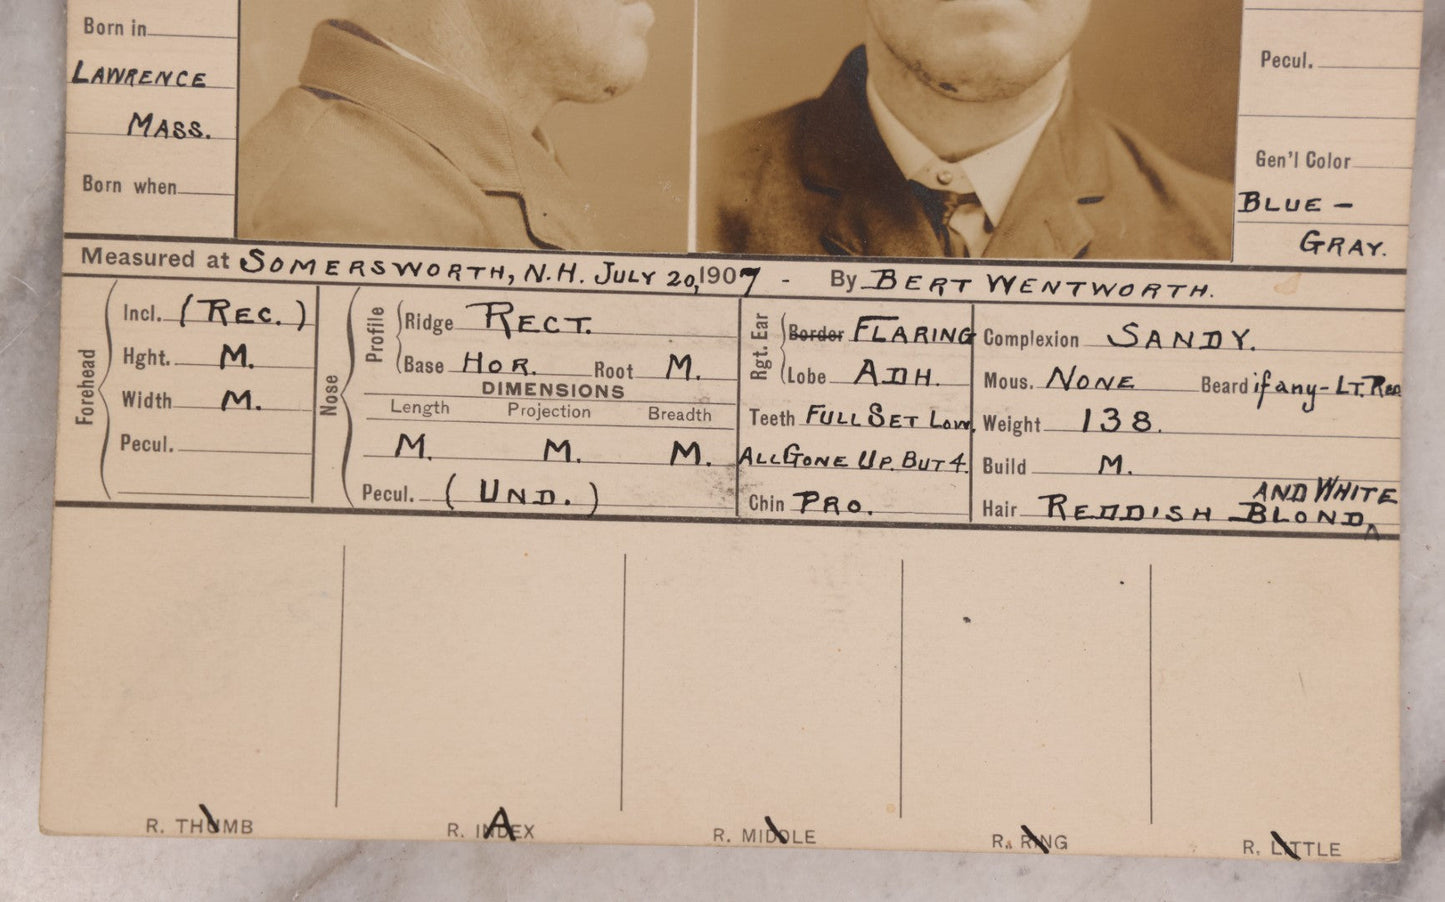 Born in
LAWRENCE
MASS.
Born when
Pecul.
Gen'l Color
BLUE -
GRAY.
Measured at SOMERSWORTH, N.H. JULY 20, 1907 - By BERT WENTWORTH.
Forehead
Incl. (REC.)
Hght. M.
Width M.
Pecul.
Nose
Profile
Ridge RECT.
Base HOR. Root M.
DIMENSIONS
Length Projection Breadth
M. M. M.
Pecul. (UND.)
Rgt. Ear
Border FLARING
Lobe ADH.
Teeth FULL SET LOW.
ALL GONE UP. BUT 4.
Chin PRO.
Complexion SANDY.
Mous. NONE Beard if any - LT. RED
Weight 138.
Build M.
AND WHITE
Hair REDDISH BLOND ^
R. THUMB R. INDEX R. MIDDLE R. RING R. LITTLE
\ A \ \ \